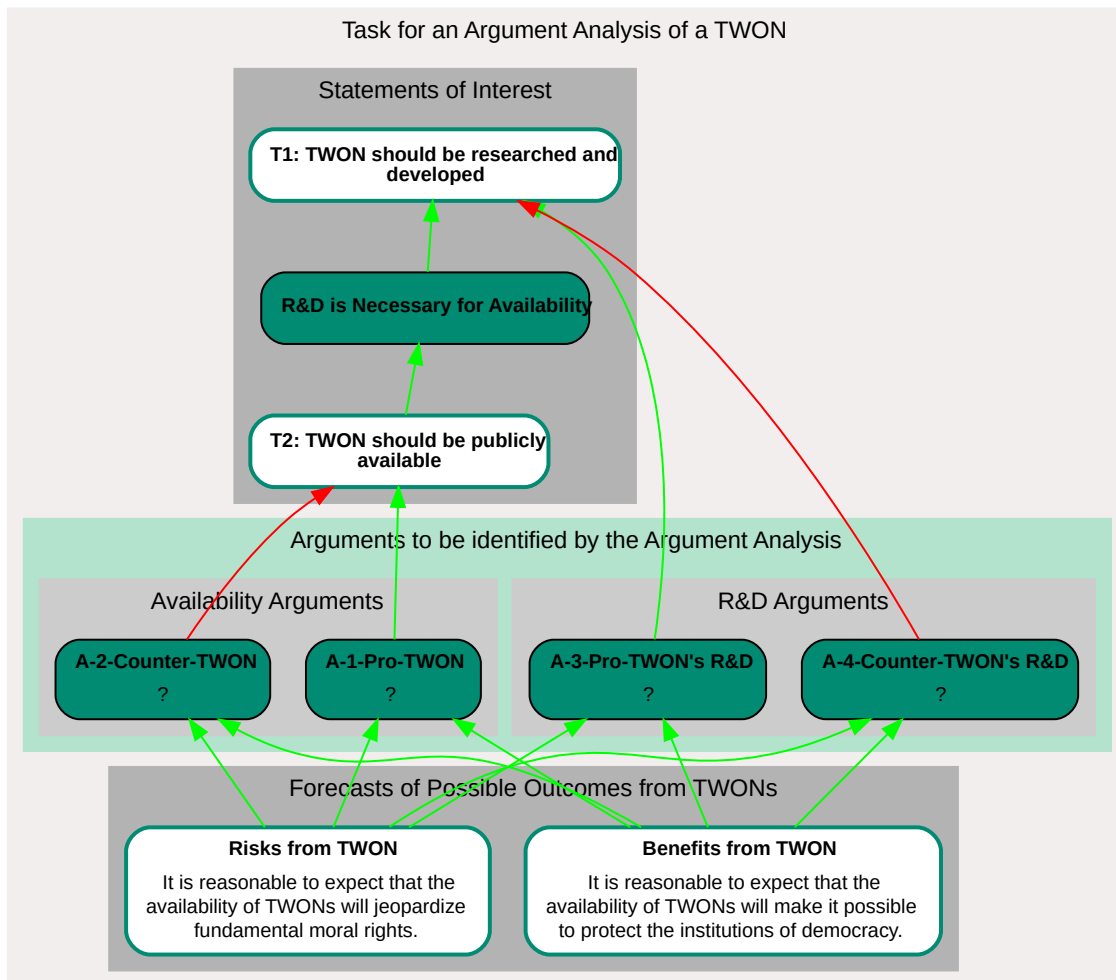 Task for an Argument Analysis of a TWON
Statements of Interest
T1: TWON should be researched and
developed
R&D is Necessary for Availability
T2: TWON should be publicly
available
Arguments to be identified by the Argument Analysis
Availability Arguments
R&D Arguments
A-2-Counter-TWON
?
A-1-Pro-TWON
?
A-3-Pro-TWON's R&D
?
A-4-Counter-TWON's R&D
?
Forecasts of Possible Outcomes from TWONs
Risks from TWON
It is reasonable to expect that the
availability of TWONs will jeopardize
fundamental moral rights.
Benefits from TWON
It is reasonable to expect that the
availability of TWONs will make it possible
to protect the institutions of democracy.